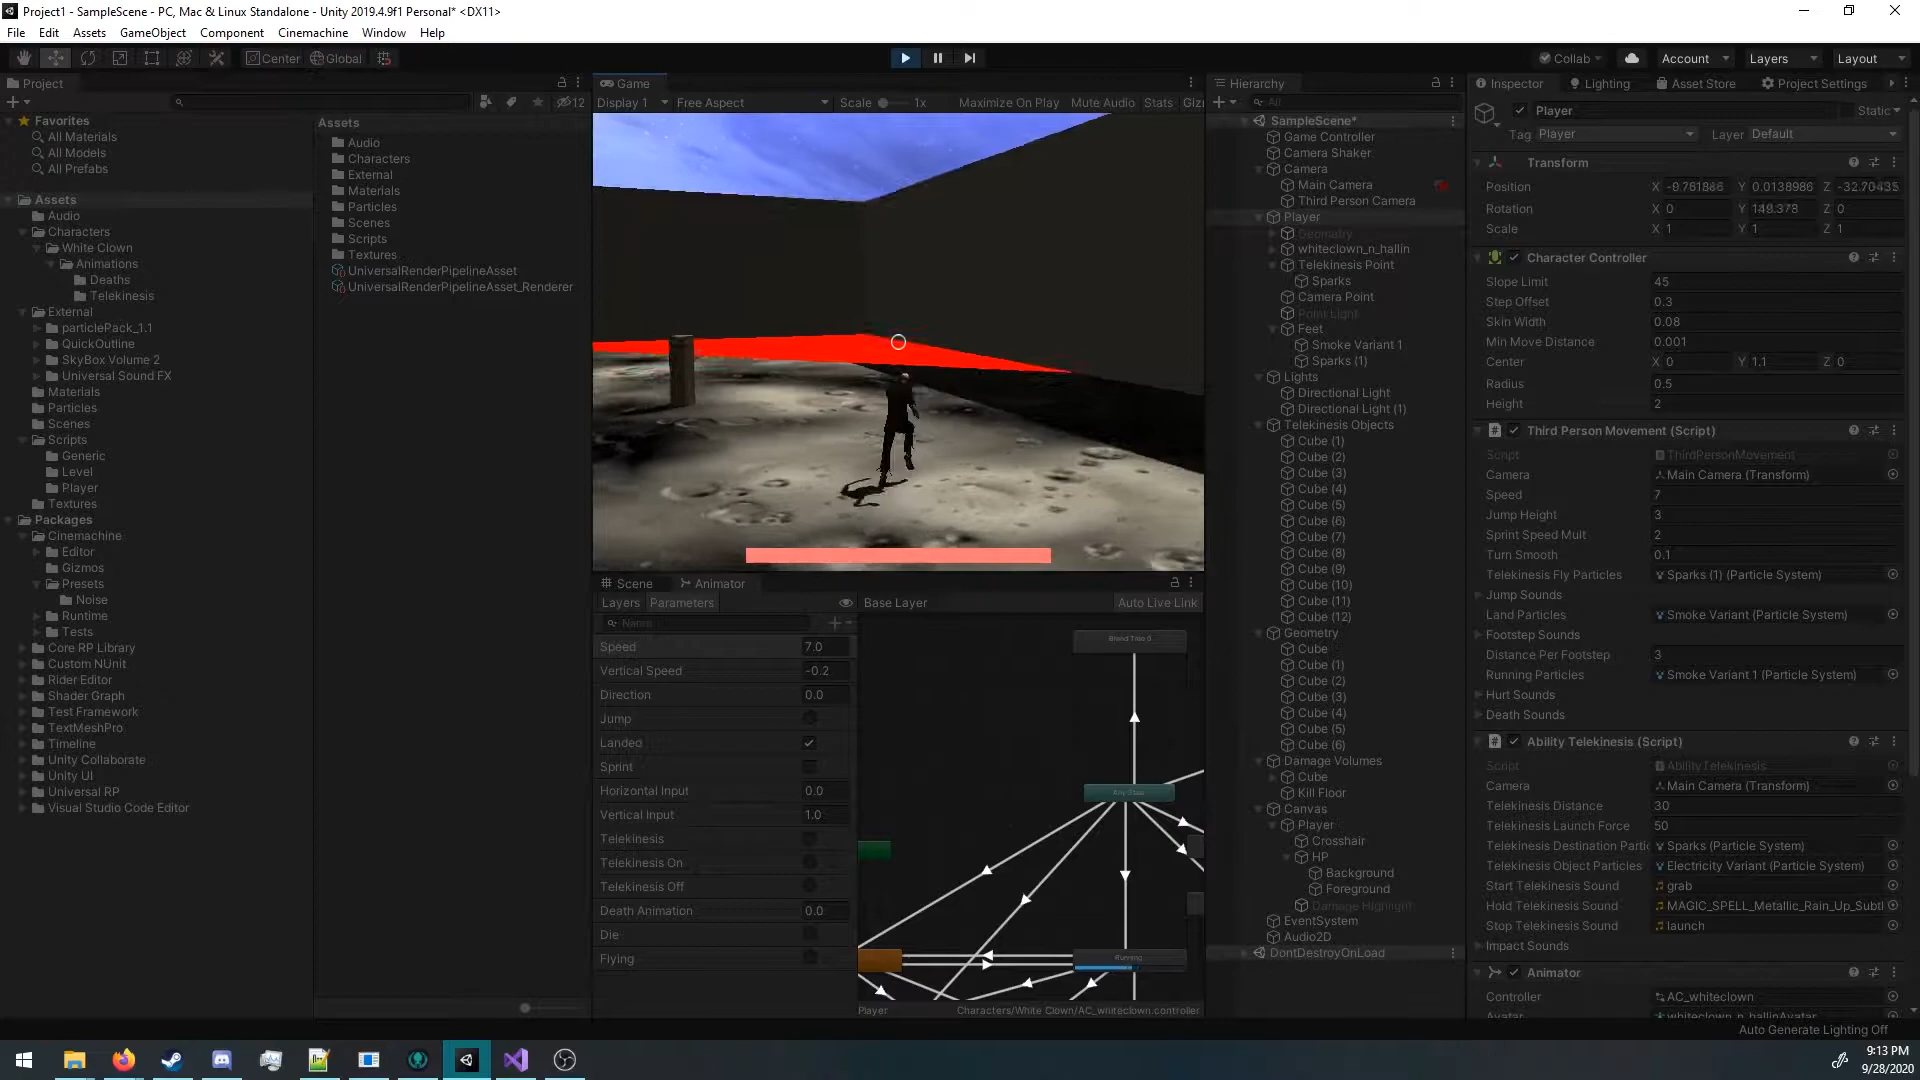 Project1 - SampleScene - PC, Mac & Linux Standalone - Unity 2019.4.9f1 Personal* <DX11>
File Edit Assets GameObject Component Cinemachine Window Help
Center Global
Collab Account Layers Layout
Project
12
Favorites
All Materials
All Models
All Prefabs
Assets
Audio
Characters
White Clown
Animations
Deaths
Telekinesis
External
particlePack_1.1
QuickOutline
SkyBox Volume 2
Universal Sound FX
Materials
Particles
Scenes
Scripts
Generic
Level
Player
Textures
Packages
Cinemachine
Editor
Gizmos
Presets
Noise
Runtime
Tests
Core RP Library
Custom NUnit
Rider Editor
Shader Graph
Test Framework
TextMeshPro
Timeline
Unity Collaborate
Unity UI
Universal RP
Visual Studio Code Editor
Assets
Audio
Characters
External
Materials
Particles
Scenes
Scripts
Textures
UniversalRenderPipelineAsset
UniversalRenderPipelineAsset_Renderer
Game
Display 1 Free Aspect Scale 1x Maximize On Play Mute Audio Stats Giz
Scene Animator
Layers Parameters Base Layer Auto Live Link
Name
Speed 7.0
Vertical Speed -0.2
Direction 0.0
Jump
Landed
Sprint
Horizontal Input 0.0
Vertical Input 1.0
Telekinesis
Telekinesis On
Telekinesis Off
Death Animation 0.0
Die
Flying
Any State
Running
Player Characters/White Clown/AC_whiteclown.controller
Hierarchy
All
SampleScene*
Game Controller
Camera Shaker
Camera
Main Camera
Third Person Camera
Player
Geometry
whiteclown_n_hallin
Telekinesis Point
Sparks
Camera Point
Point Light
Feet
Smoke Variant 1
Sparks (1)
Lights
Directional Light
Directional Light (1)
Telekinesis Objects
Cube (1)
Cube (2)
Cube (3)
Cube (4)
Cube (5)
Cube (6)
Cube (7)
Cube (8)
Cube (9)
Cube (10)
Cube (11)
Cube (12)
Geometry
Cube
Cube (1)
Cube (2)
Cube (3)
Cube (4)
Cube (5)
Cube (6)
Damage Volumes
Cube
Kill Floor
Canvas
Player
Crosshair
HP
Background
Foreground
Damage Highlight
EventSystem
Audio2D
DontDestroyOnLoad
Inspector Lighting Asset Store Project Settings
Player Static
Tag Player Layer Default
Transform
Position X -0.761886 Y 0.0138986 Z -32.70435
Rotation X 0 Y 149.378 Z 0
Scale X 1 Y 1 Z 1
Character Controller
Slope Limit 45
Step Offset 0.3
Skin Width 0.08
Min Move Distance 0.001
Center X 0 Y 1.1 Z 0
Radius 0.5
Height 2
Third Person Movement (Script)
Script ThirdPersonMovement
Camera Main Camera (Transform)
Speed 7
Jump Height 3
Sprint Speed Mult 2
Turn Smooth 0.1
Telekinesis Fly Particles Sparks (1) (Particle System)
Jump Sounds
Land Particles Smoke Variant (Particle System)
Footstep Sounds
Distance Per Footstep 3
Running Particles Smoke Variant 1 (Particle System)
Hurt Sounds
Death Sounds
Ability Telekinesis (Script)
Script AbilityTelekinesis
Camera Main Camera (Transform)
Telekinesis Distance 30
Telekinesis Launch Force 50
Telekinesis Destination Partic Sparks (Particle System)
Telekinesis Object Particles Electricity Variant (Particle System)
Start Telekinesis Sound grab
Hold Telekinesis Sound MAGIC_SPELL_Metallic_Rain_Up_Subtl
Stop Telekinesis Sound launch
Impact Sounds
Animator
Controller AC_whiteclown
Avatar whiteclown_n_hallinAvatar
Auto Generate Lighting Off
9:13 PM
9/28/2020